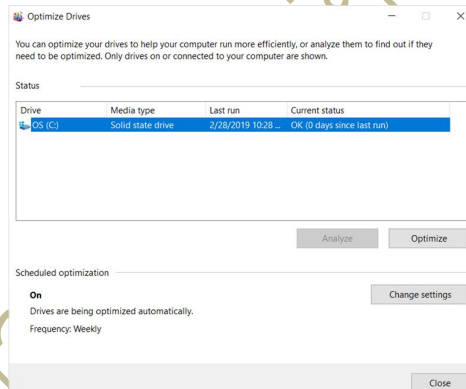 Optimize Drives
You can optimize your drives to help your computer run more efficiently, or analyze them to find out if they
need to be optimized. Only drives on or connected to your computer are shown.
Status
Drive Media type Last run Current status
OS (C:) Solid state drive 2/28/2019 10:28 ... OK (0 days since last run)
Analyze Optimize
Scheduled optimization
On Change settings
Drives are being optimized automatically.
Frequency: Weekly
Close